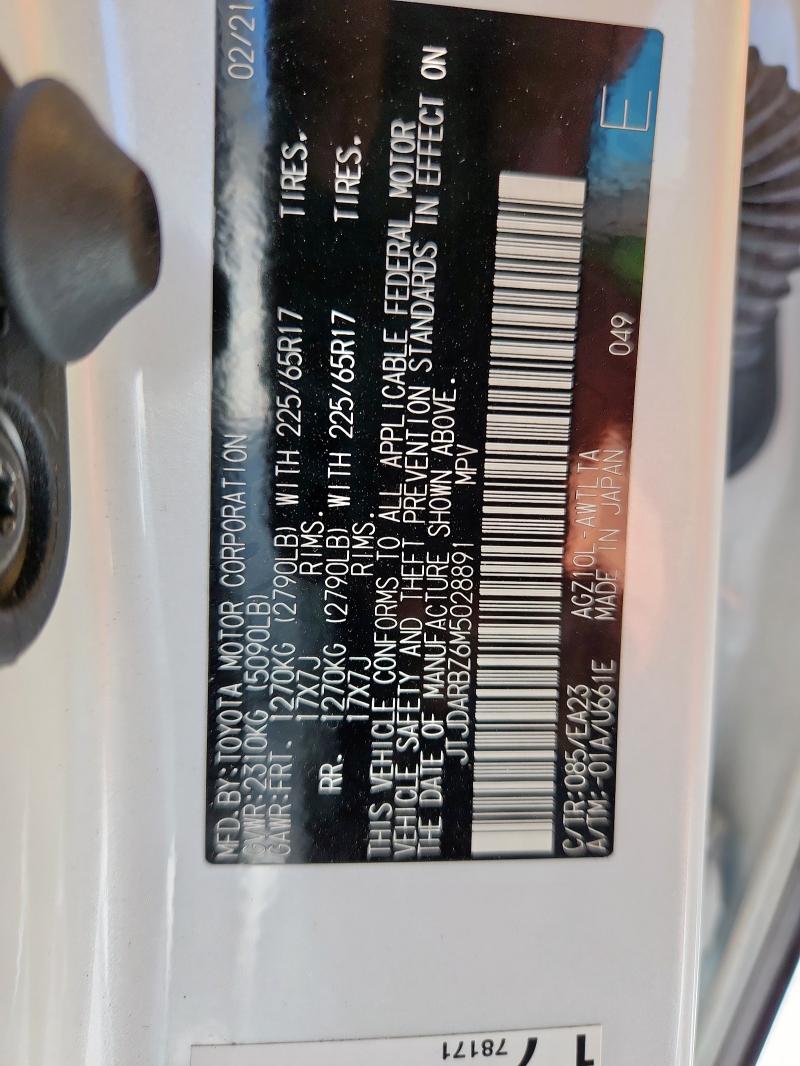 MFD.BY:TOYOTA MOTOR CORPORATION 02/21
GVWR:2310KG (5090LB)
GAWR:FRT. 1270KG (2790LB) WITH 225/65R17 TIRES.
17X7J RIMS.
RR. 1270KG (2790LB) WITH 225/65R17 TIRES.
17X7J RIMS.
THIS VEHICLE CONFORMS TO ALL APPLICABLE FEDERAL MOTOR
VEHICLE SAFETY AND THEFT PREVENTION STANDARDS IN EFFECT ON
THE DATE OF MANUFACTURE SHOWN ABOVE.
JTJDARBZ6M5028891 MPV
C/TR:085/EA23 AGZ10L-AWTLTA
A/TM:-01A/U661E MADE IN JAPAN 049 E
78171